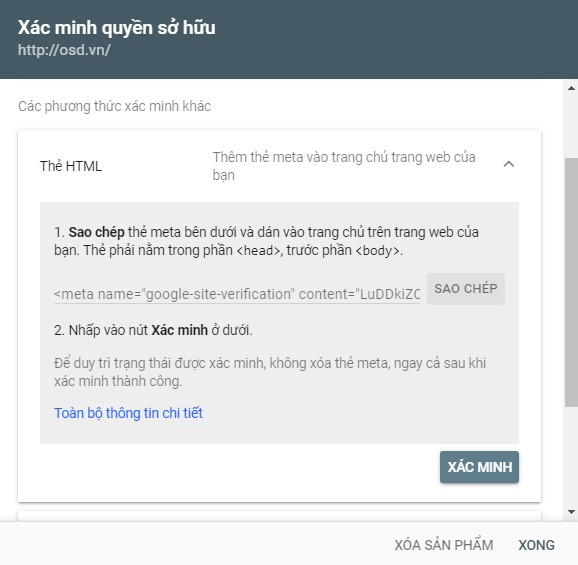 Xác minh quyền sở hữu
http://osd.vn/
Các phương thức xác minh khác
Thẻ HTML
Thêm thẻ meta vào trang chủ trang web của
bạn
1. Sao chép thẻ meta bên dưới và dán vào trang chủ trên trang web của
bạn. Thẻ phải nằm trong phần <head>, trước phần <body>.
<meta name="google-site-verification" content="LuDDkiZC
SAO CHÉP
2. Nhấp vào nút Xác minh ở dưới.
Để duy trì trạng thái được xác minh, không xóa thẻ meta, ngay cả sau khi
xác minh thành công.
Toàn bộ thông tin chi tiết
XÁC MINH
XÓA SẢN PHẨM
XONG